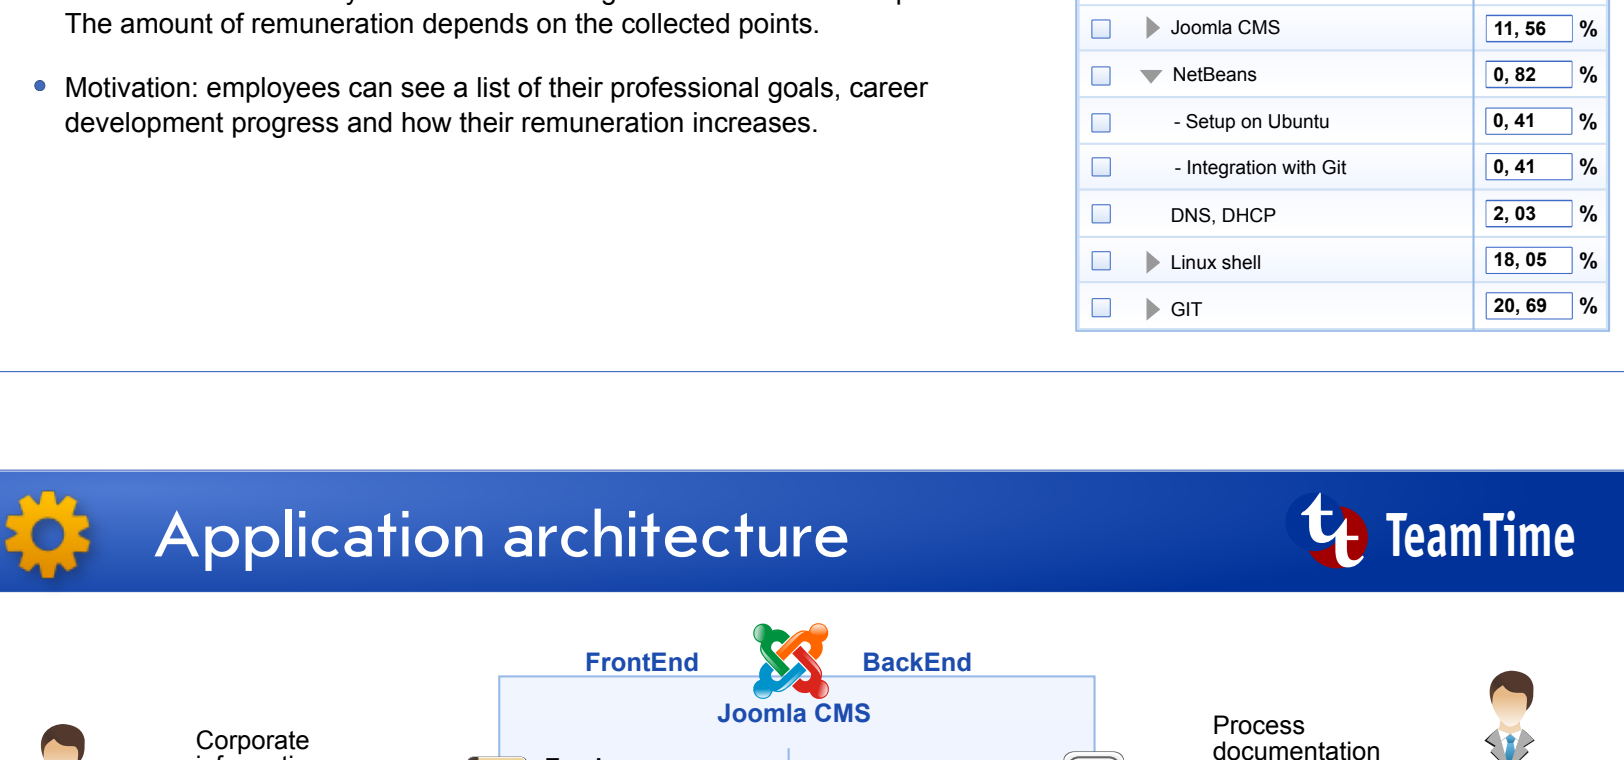 The amount of remuneration depends on the collected points.
• Motivation: employees can see a list of their professional goals, career
development progress and how their remuneration increases.
Joomla CMS 11, 56 %
NetBeans 0, 82 %
- Setup on Ubuntu 0, 41 %
- Integration with Git 0, 41 %
DNS, DHCP 2, 03 %
Linux shell 18, 05 %
GIT 20, 69 %
Application architecture
tt TeamTime
FrontEnd BackEnd
Joomla CMS
Corporate
Process
documentation